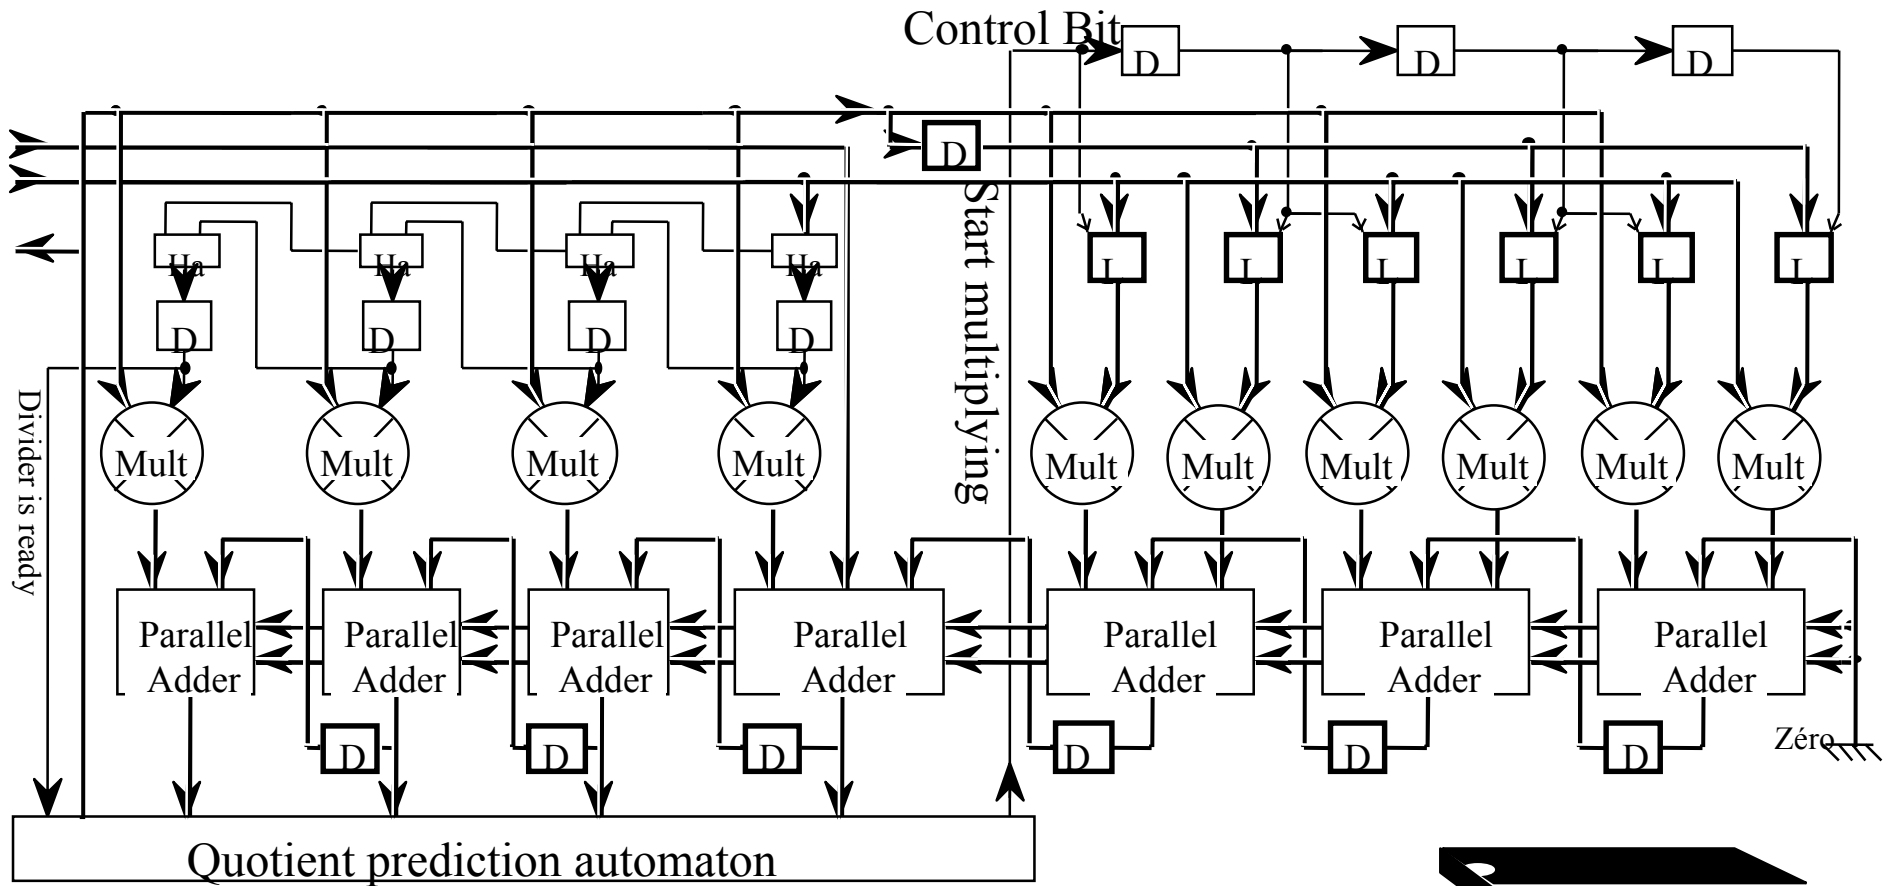 Control Bit
D
D
D
D
Ha
Ha
Ha
Ha
L
L
L
L
L
L
D
D
D
D
Start multiplying
Divider is ready
Mult
Mult
Mult
Mult
Mult
Mult
Mult
Mult
Mult
Mult
Parallel
Adder
Parallel
Adder
Parallel
Adder
Parallel
Adder
Parallel
Adder
Parallel
Adder
Parallel
Adder
D
D
D
D
D
D
Zéro
Quotient prediction automaton